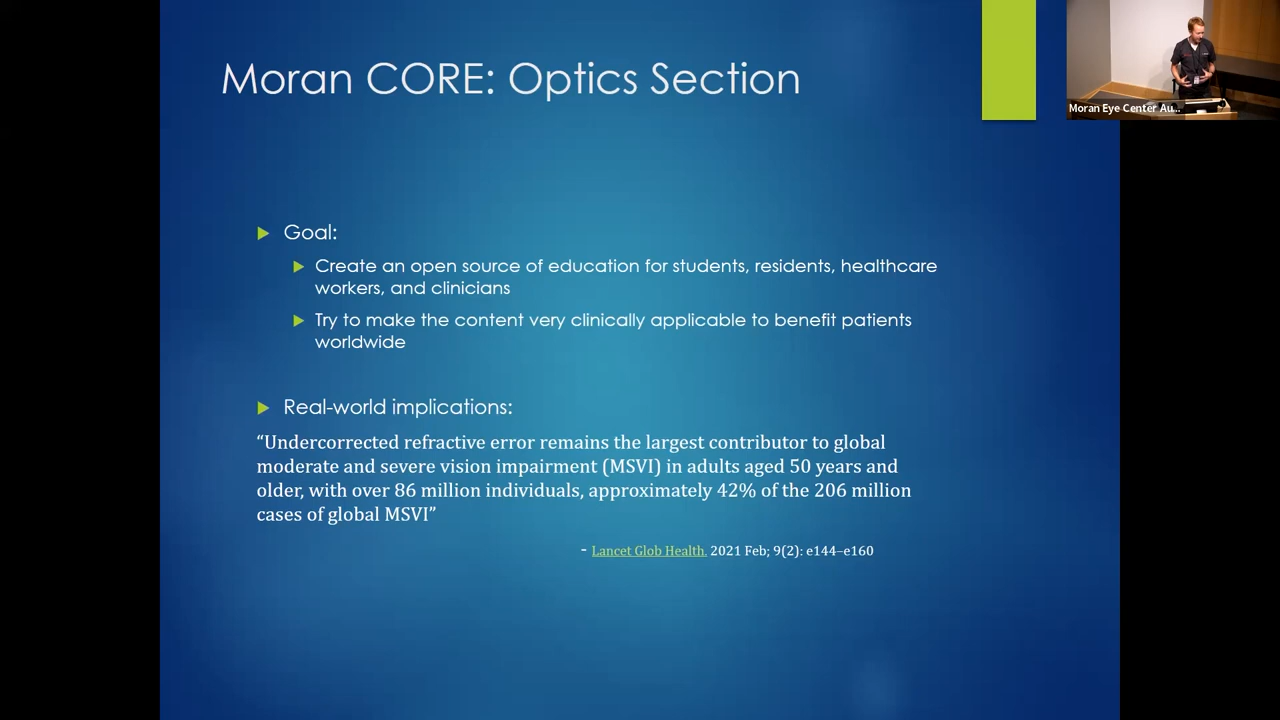 Moran CORE: Optics Section
Moran Eye Center Au...
Goal:
Create an open source of education for students, residents, healthcare
workers, and clinicians
Try to make the content very clinically applicable to benefit patients
worldwide
Real-world implications:
“Undercorrected refractive error remains the largest contributor to global
moderate and severe vision impairment (MSVI) in adults aged 50 years and
older, with over 86 million individuals, approximately 42% of the 206 million
cases of global MSVI”
- Lancet Glob Health. 2021 Feb; 9(2): e144–e160